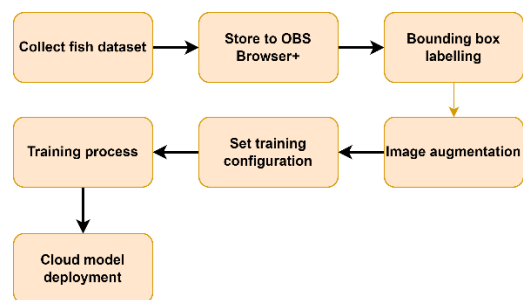 Collect fish dataset
Store to OBS
Browser+
Bounding box
labelling
Image augmentation
Set training
configuration
Training process
Cloud model
deployment